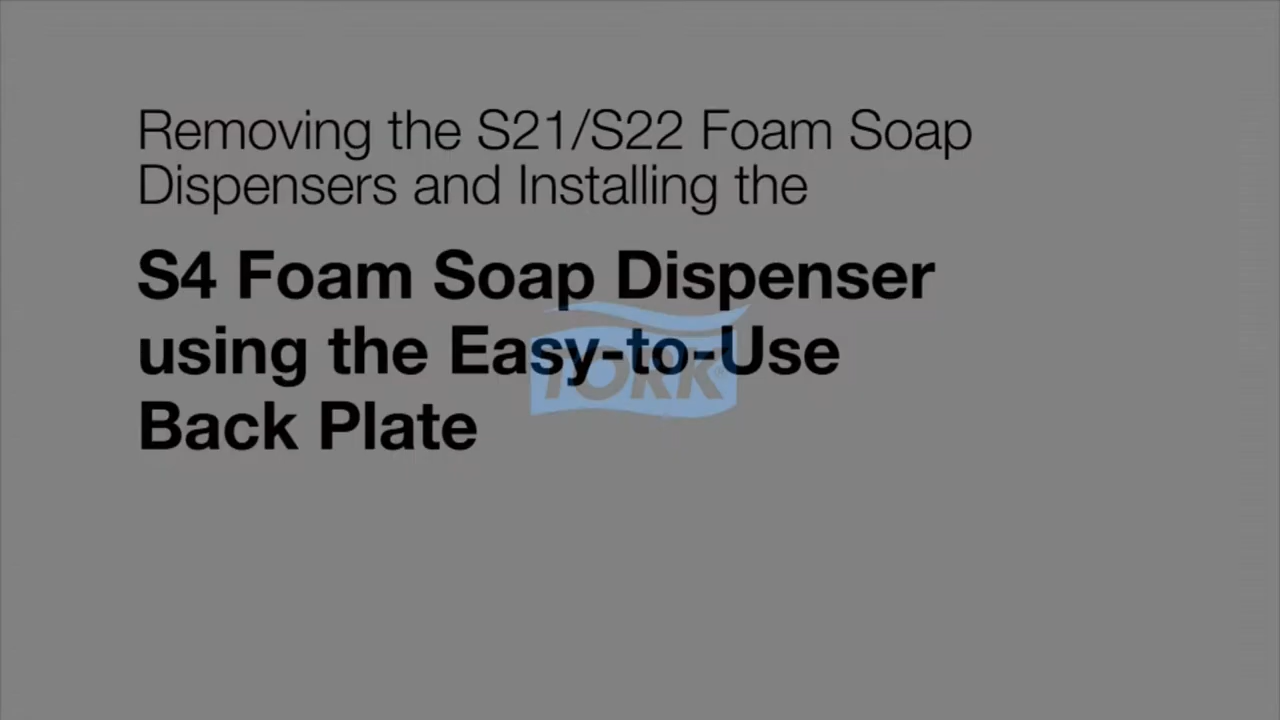 Removing the S21/S22 Foam Soap
Dispensers and Installing the
S4 Foam Soap Dispenser
using the Easy-to-Use
Back Plate
TORK®